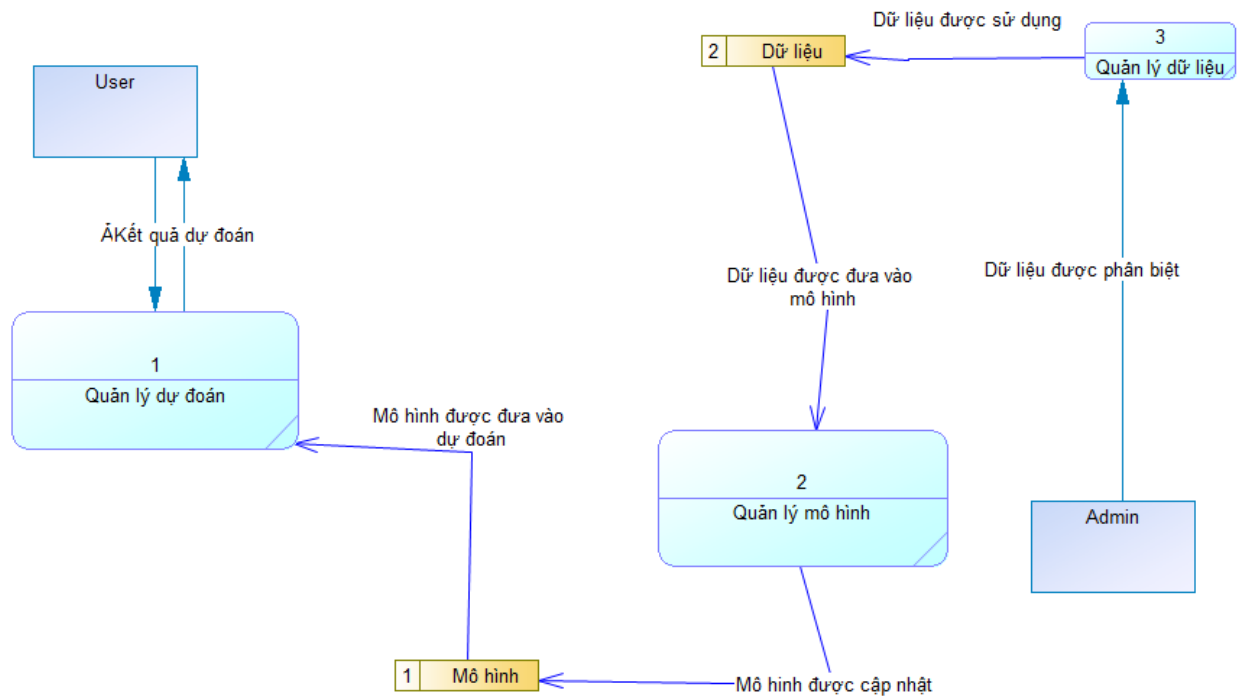 Dữ liệu được sử dụng
2 Dữ liệu
3
Quản lý dữ liệu
User
ẢKết quả dự đoán
Dữ liệu được đưa vào
mô hình
Dữ liệu được phân biệt
1
Quản lý dự đoán
Mô hình được đưa vào
dự đoán
2
Quản lý mô hình
Admin
1 Mô hình
Mô hinh được cập nhật